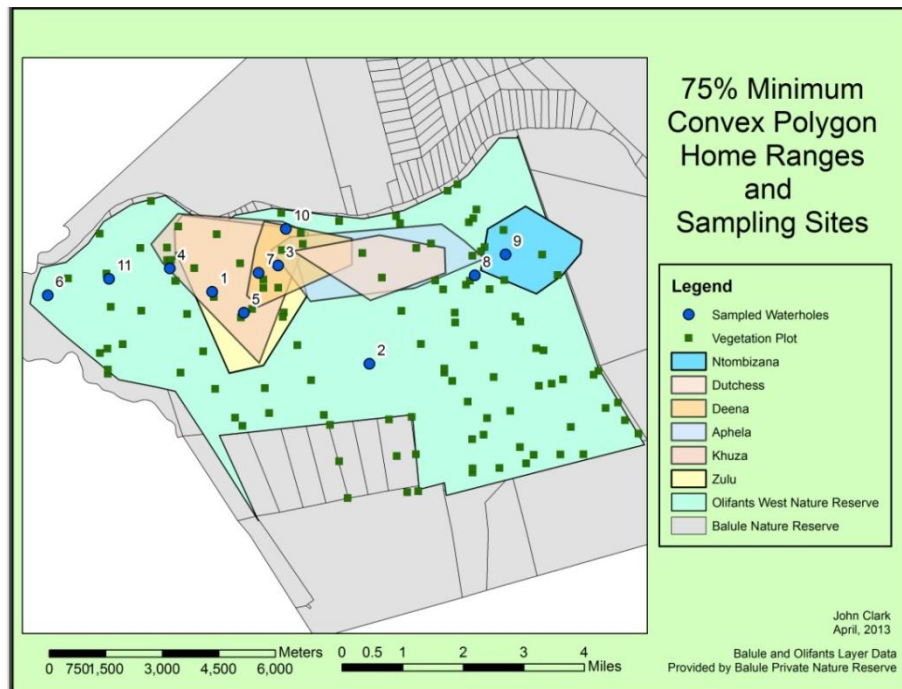 75% Minimum
Convex Polygon
Home Ranges
and
Sampling Sites
10
9
4
7
3
8
6
11
1
5
2
Legend
Sampled Waterholes
Vegetation Plot
Ntombizana
Dutchess
Deena
Aphela
Khuza
Zulu
Olifants West Nature Reserve
Balule Nature Reserve
John Clark
April, 2013
Balule and Olifants Layer Data
Provided by Balule Private Nature Reserve
Meters
0 750 1,500 3,000 4,500 6,000
0 0.5 1 2 3 4
Miles